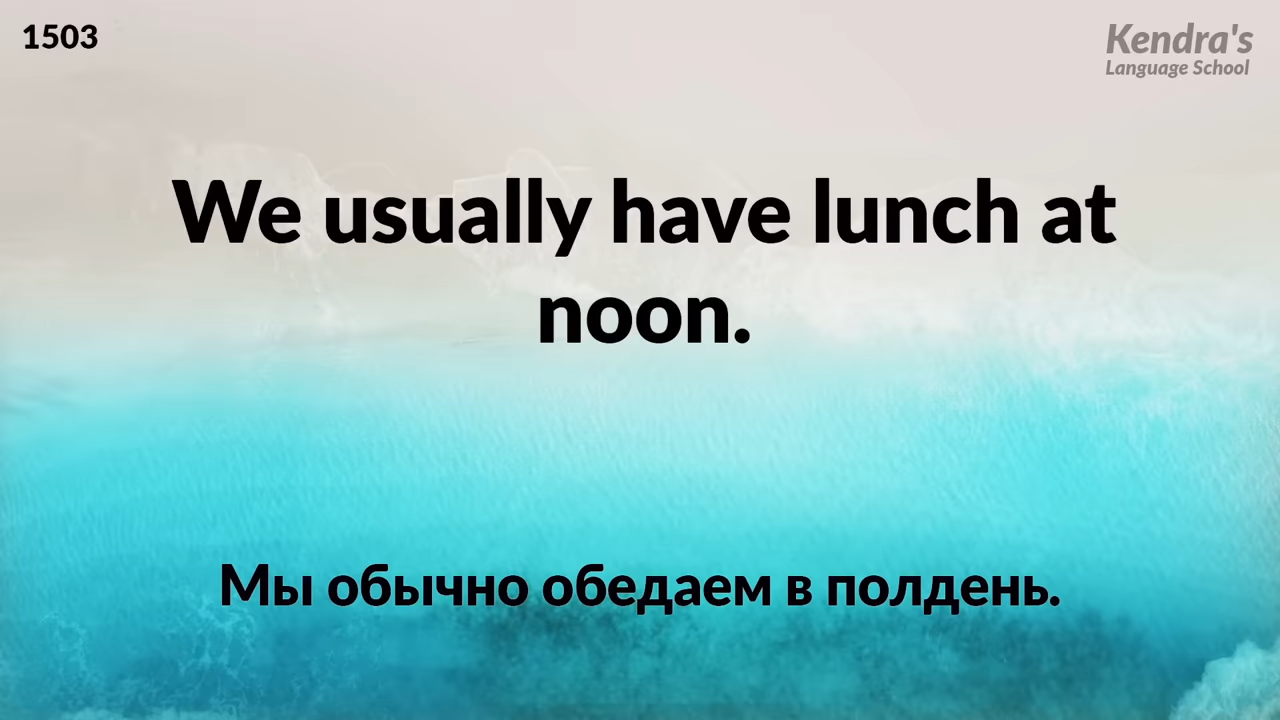 1503
Kendra's
Language School
We usually have lunch at
noon.
Мы обычно обедаем в полдень.